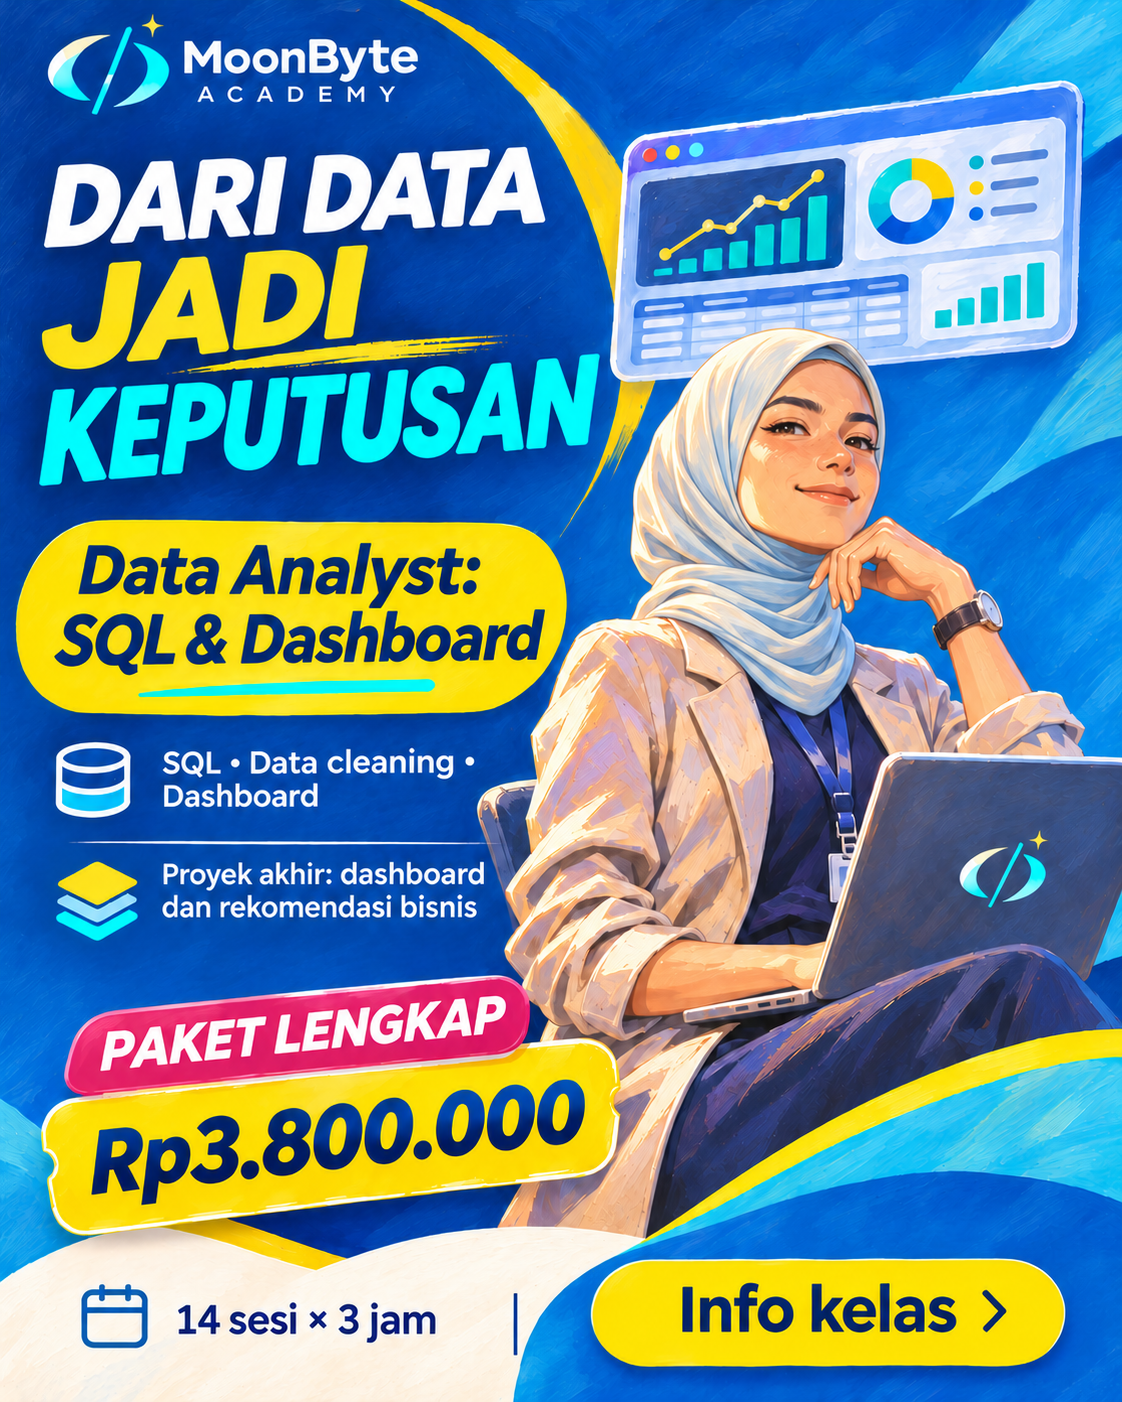 MoonByte
ACADEMY
DARI DATA
JADI
KEPUTUSAN
Data Analyst:
SQL & Dashboard
SQL • Data cleaning •
Dashboard
Proyek akhir: dashboard
dan rekomendasi bisnis
PAKET LENGKAP
Rp3.800.000
14 sesi × 3 jam
Info kelas